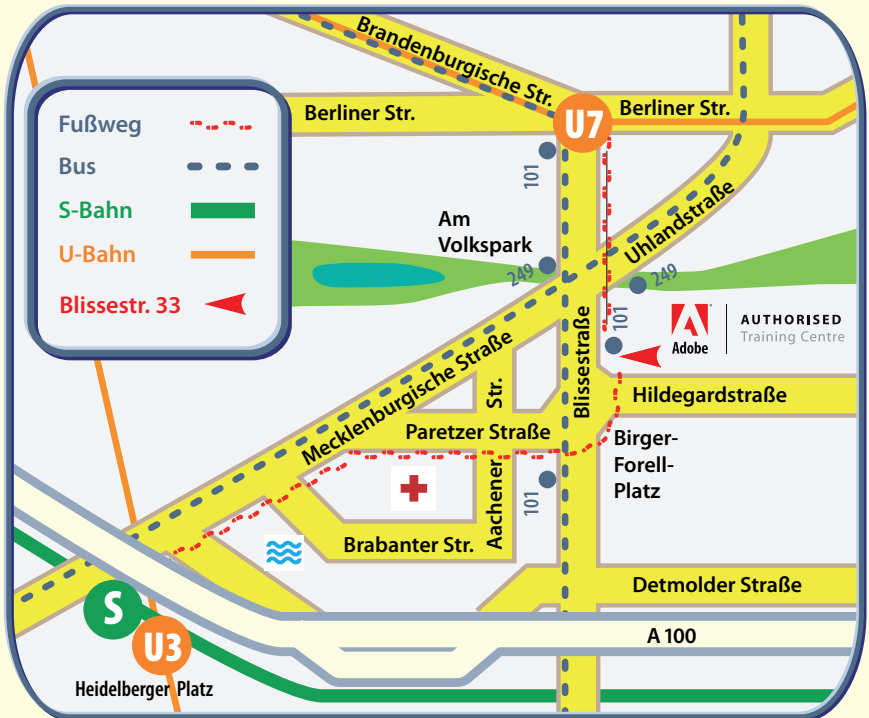 Brandenburgische Str.
Berliner Str.
U7
Berliner Str.
Fußweg
Bus
S-Bahn
U-Bahn
Blissestr. 33
101
Am
Volkspark
249
Uhlandstraße
249
101
Adobe
AUTHORISED
Training Centre
Mecklenburgische Straße
Blissestraße
Hildegardstraße
Aachener Str.
Paretzer Straße
Birger-
Forell-
Platz
101
Brabanter Str.
Detmolder Straße
S
U3
A 100
Heidelberger Platz